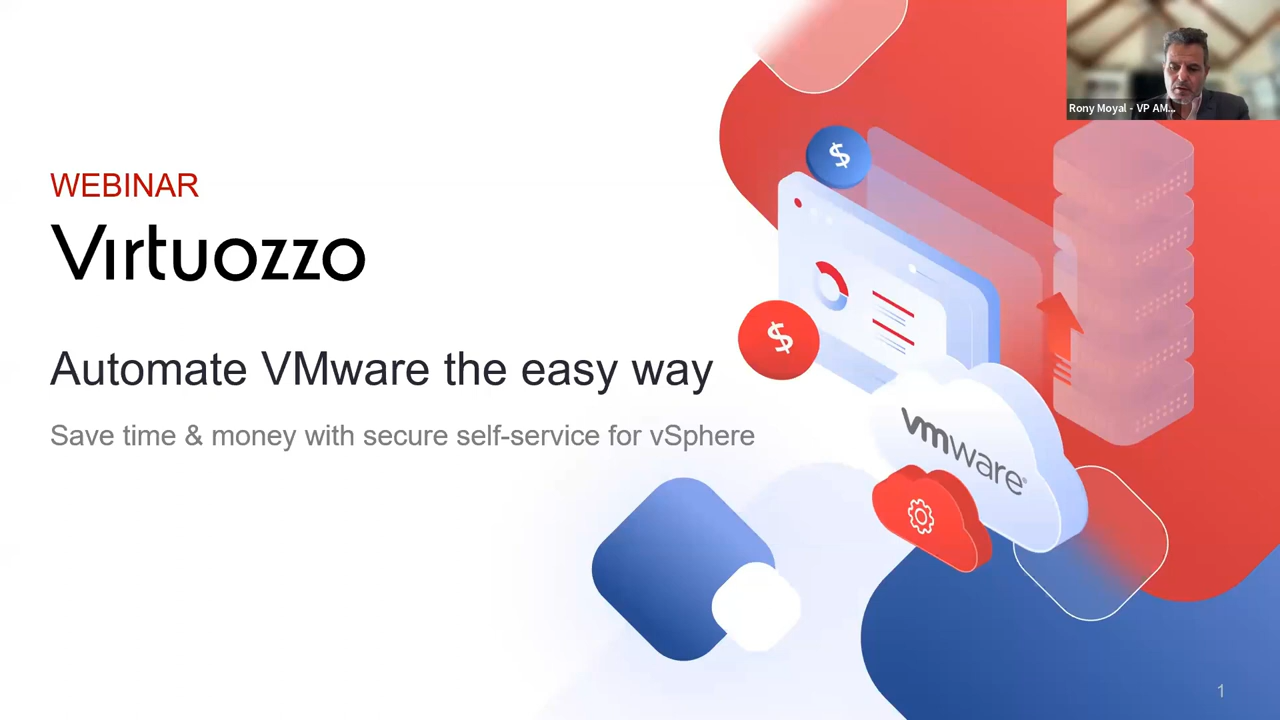 Rony Moyal - VP AM...
WEBINAR
Virtuozzo
Automate VMware the easy way
Save time & money with secure self-service for vSphere
$
$
vmware®
1